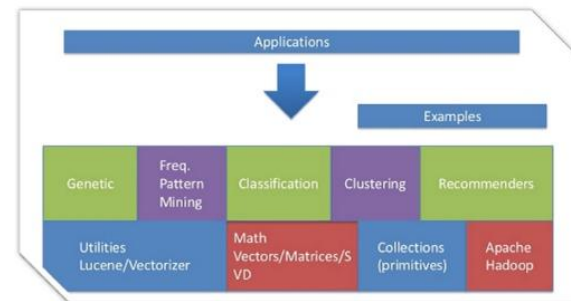 Applications
Examples
Genetic
Freq.
Pattern
Mining
Classification
Clustering
Recommenders
Utilities
Lucene/Vectorizer
Math
Vectors/Matrices/S
VD
Collections
(primitives)
Apache
Hadoop